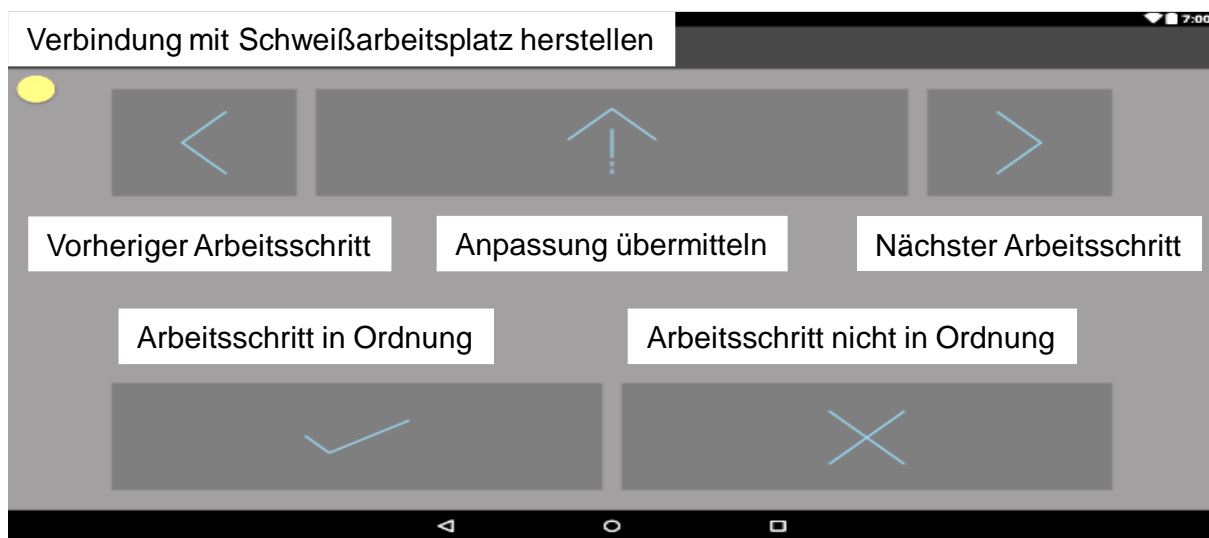 7:00
Verbindung mit Schweißarbeitsplatz herstellen
Vorheriger Arbeitsschritt
Anpassung übermitteln
Nächster Arbeitsschritt
Arbeitsschritt in Ordnung
Arbeitsschritt nicht in Ordnung